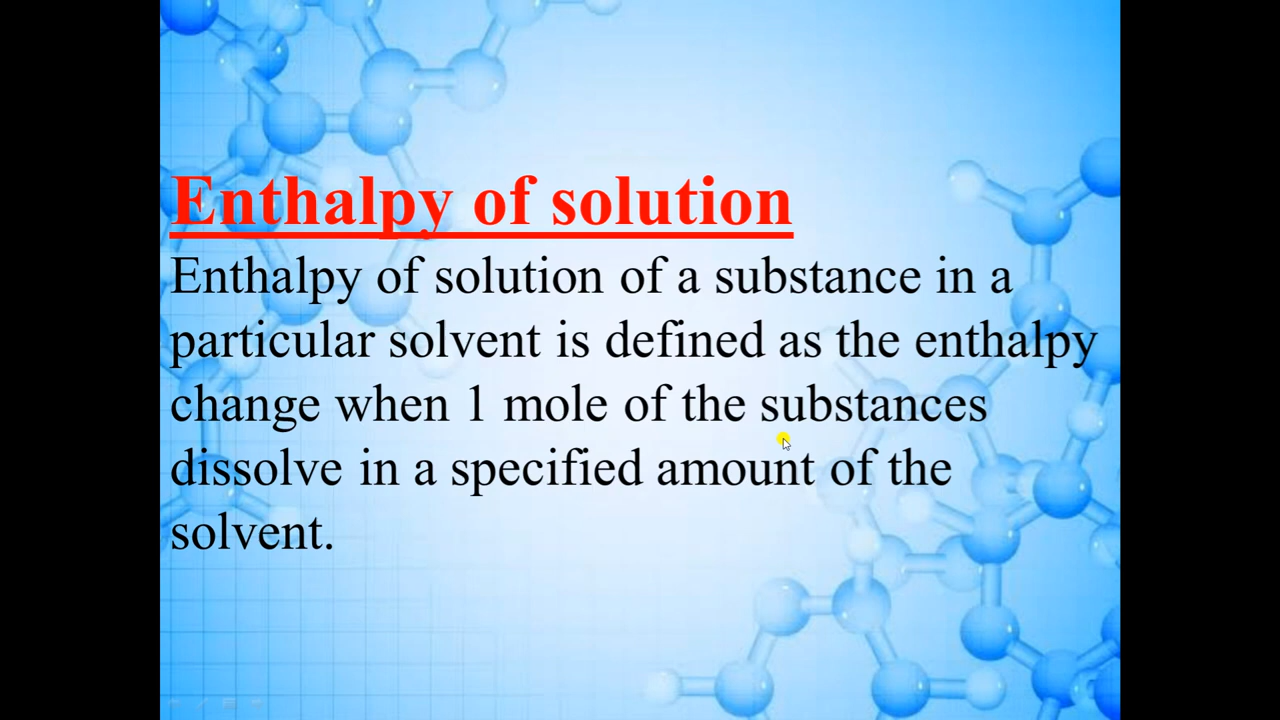 Enthalpy of solution
Enthalpy of solution of a substance in a
particular solvent is defined as the enthalpy
change when 1 mole of the substances
dissolve in a specified amount of the
solvent.